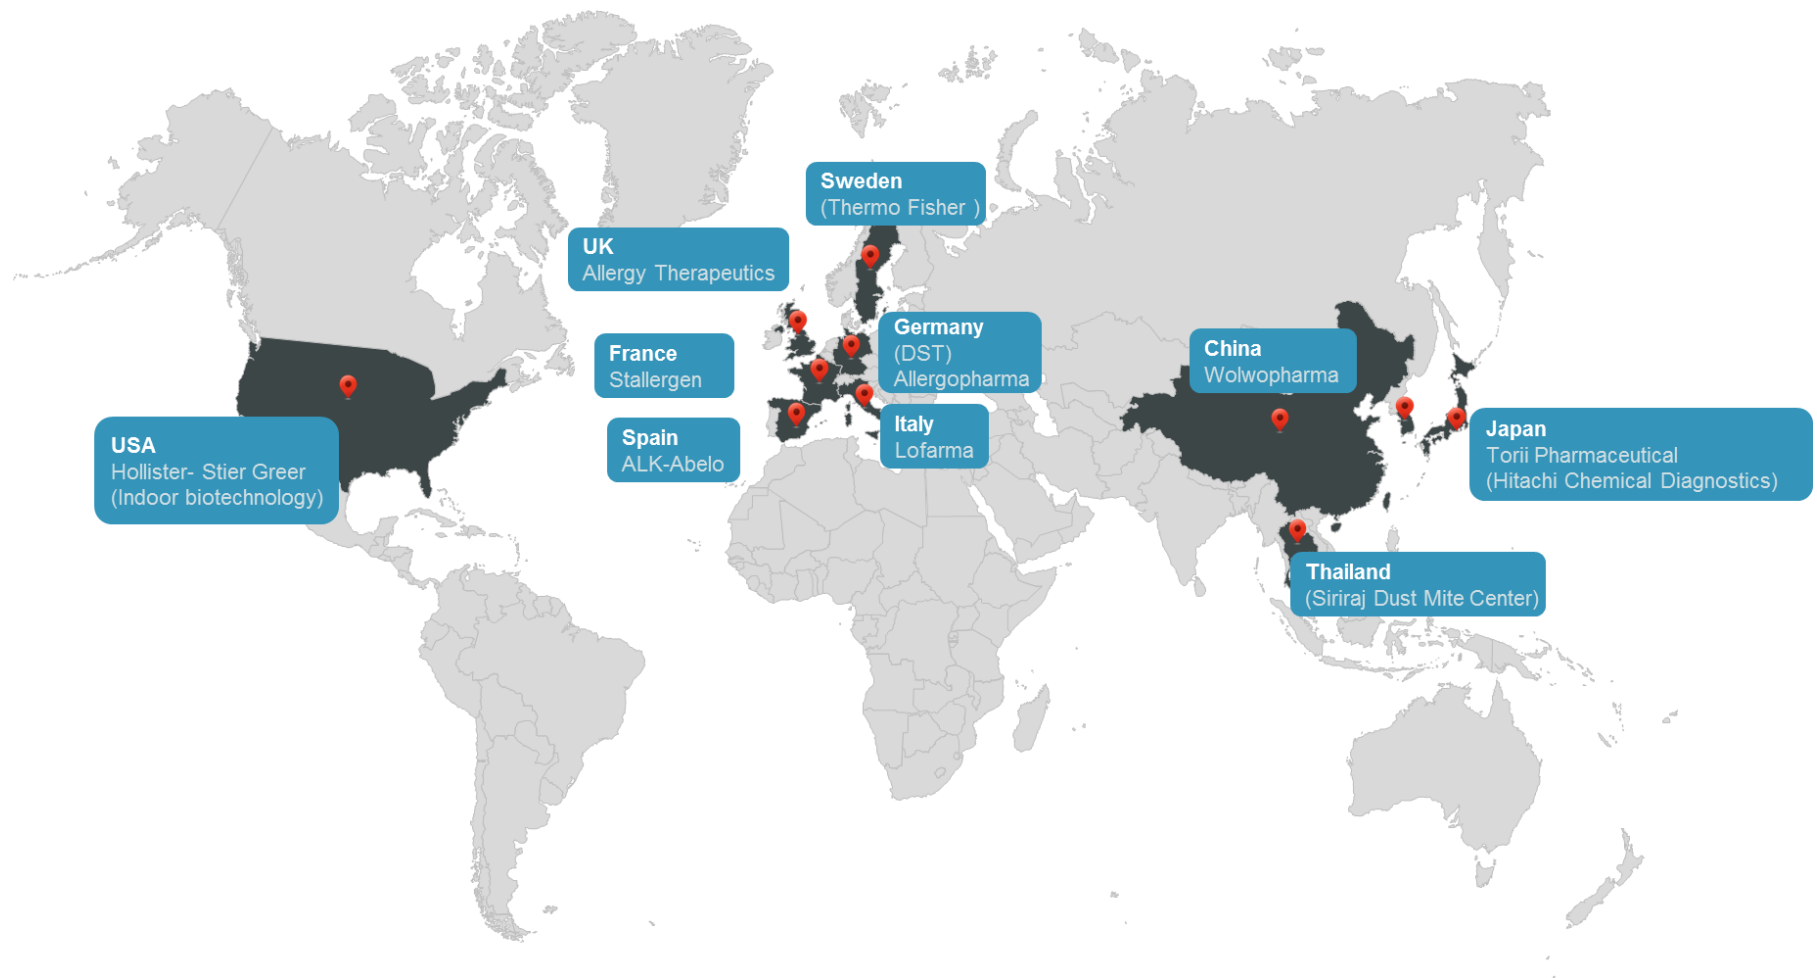 Sweden
(Thermo Fisher )
UK
Allergy Therapeutics
Germany
(DST)
Allergopharma
France
Stallergen
China
Wolwopharma
Spain
ALK-Abelo
Italy
Lofarma
USA
Hollister- Stier Greer
(Indoor biotechnology)
Japan
Torii Pharmaceutical
(Hitachi Chemical Diagnostics)
Thailand
(Siriraj Dust Mite Center)